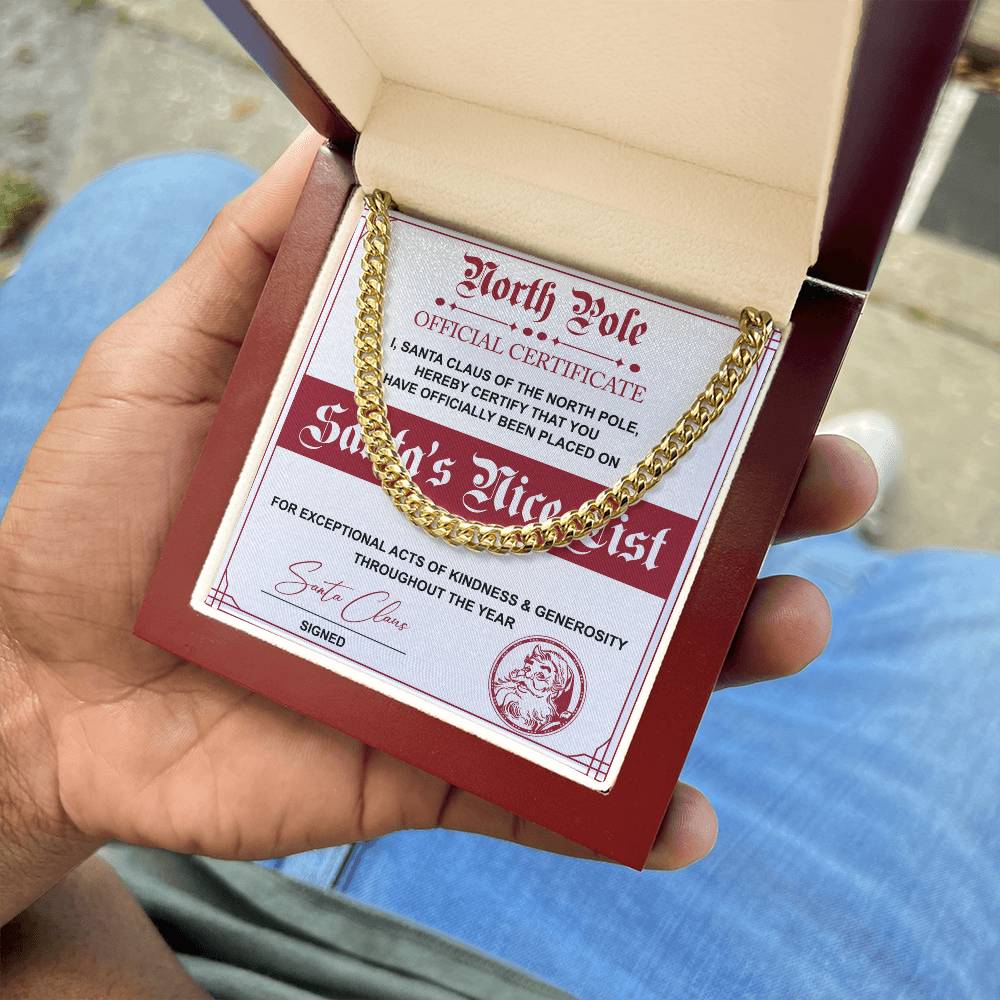 North Pole
OFFICIAL CERTIFICATE
I, SANTA CLAUS OF THE NORTH POLE,
HEREBY CERTIFY THAT YOU
HAVE OFFICIALLY BEEN PLACED ON
Santa's Nice List
FOR EXCEPTIONAL ACTS OF KINDNESS & GENEROSITY
THROUGHOUT THE YEAR
Santa Claus
SIGNED